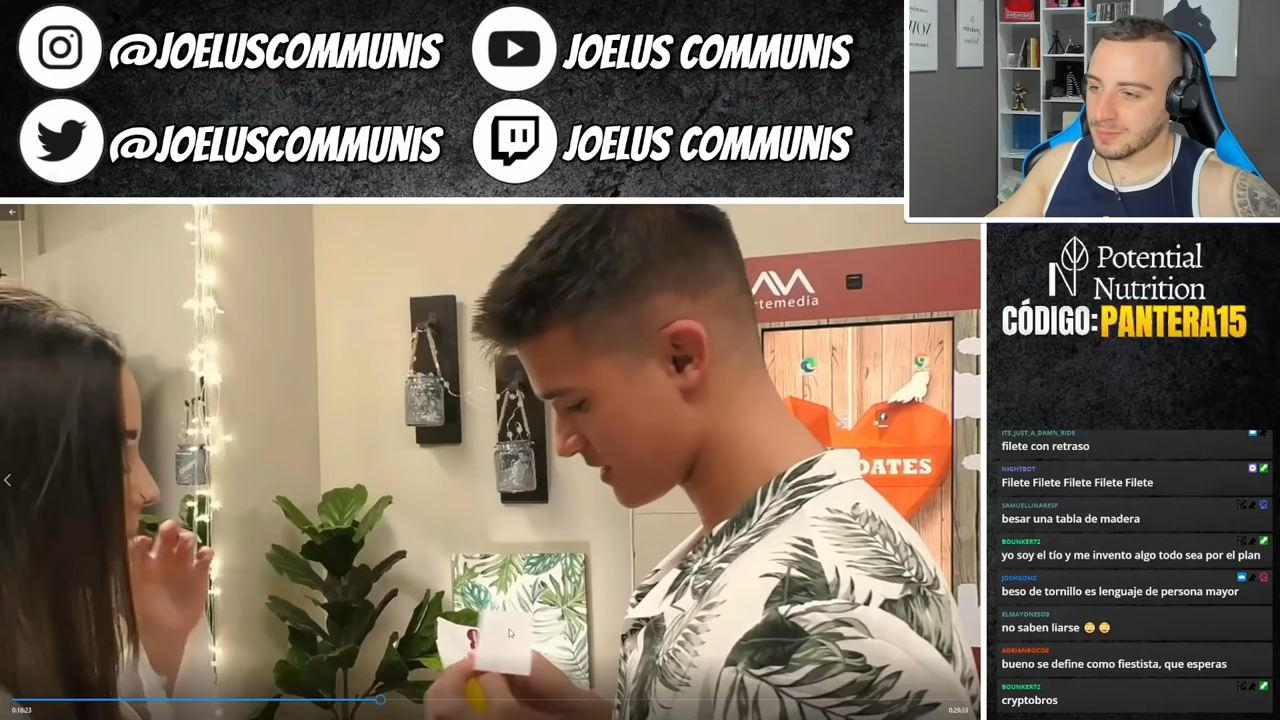 @JOELUSCOMMUNIS
JOELUS COMMUNIS
@JOELUSCOMMUNIS
JOELUS COMMUNIS
temedia
DATES
0:18:23
0:29:33
Potential
Nutrition
CÓDIGO: PANTERA15
ITS_JUST_A_DAMN_RIDE
filete con retraso
NIGHTBOT
Filete Filete Filete Filete Filete
SAMUELLINARESF
besar una tabla de madera
BOUNKER72
yo soy el tío y me invento algo todo sea por el plan
JOSHGOMZ
beso de tornillo es lenguaje de persona mayor
ELMAYONESO9
no saben liarse 😳 😳
ADRIANROCO6
bueno se define como fiestista, que esperas
BOUNKER72
cryptobros